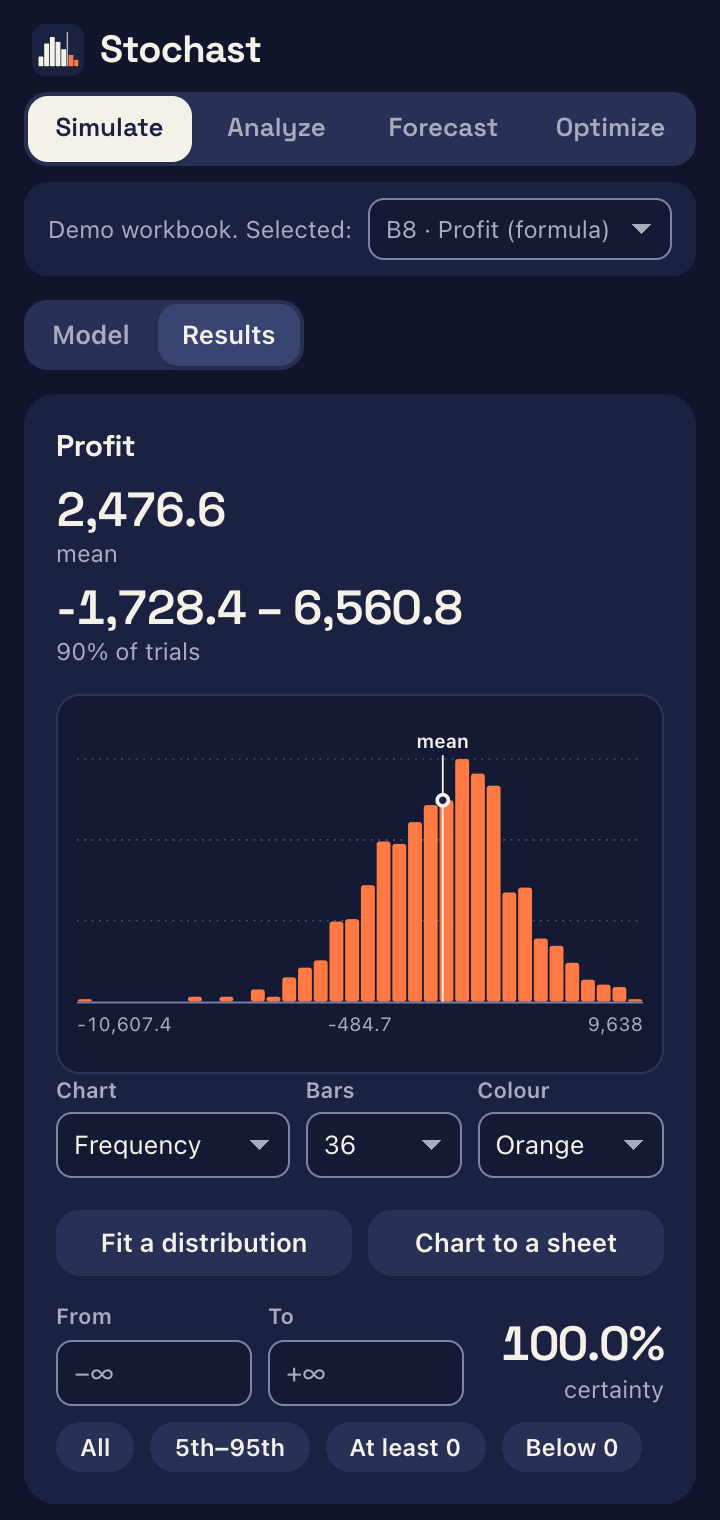 Stochast
Simulate Analyze Forecast Optimize
Demo workbook. Selected: B8 · Profit (formula)
Model Results
Profit
2,476.6
mean
-1,728.4 – 6,560.8
90% of trials
mean
-10,607.4 -484.7 9,638
Chart Bars Colour
Frequency 36 Orange
Fit a distribution Chart to a sheet
From To
−∞ +∞ 100.0%
certainty
All 5th–95th At least 0 Below 0